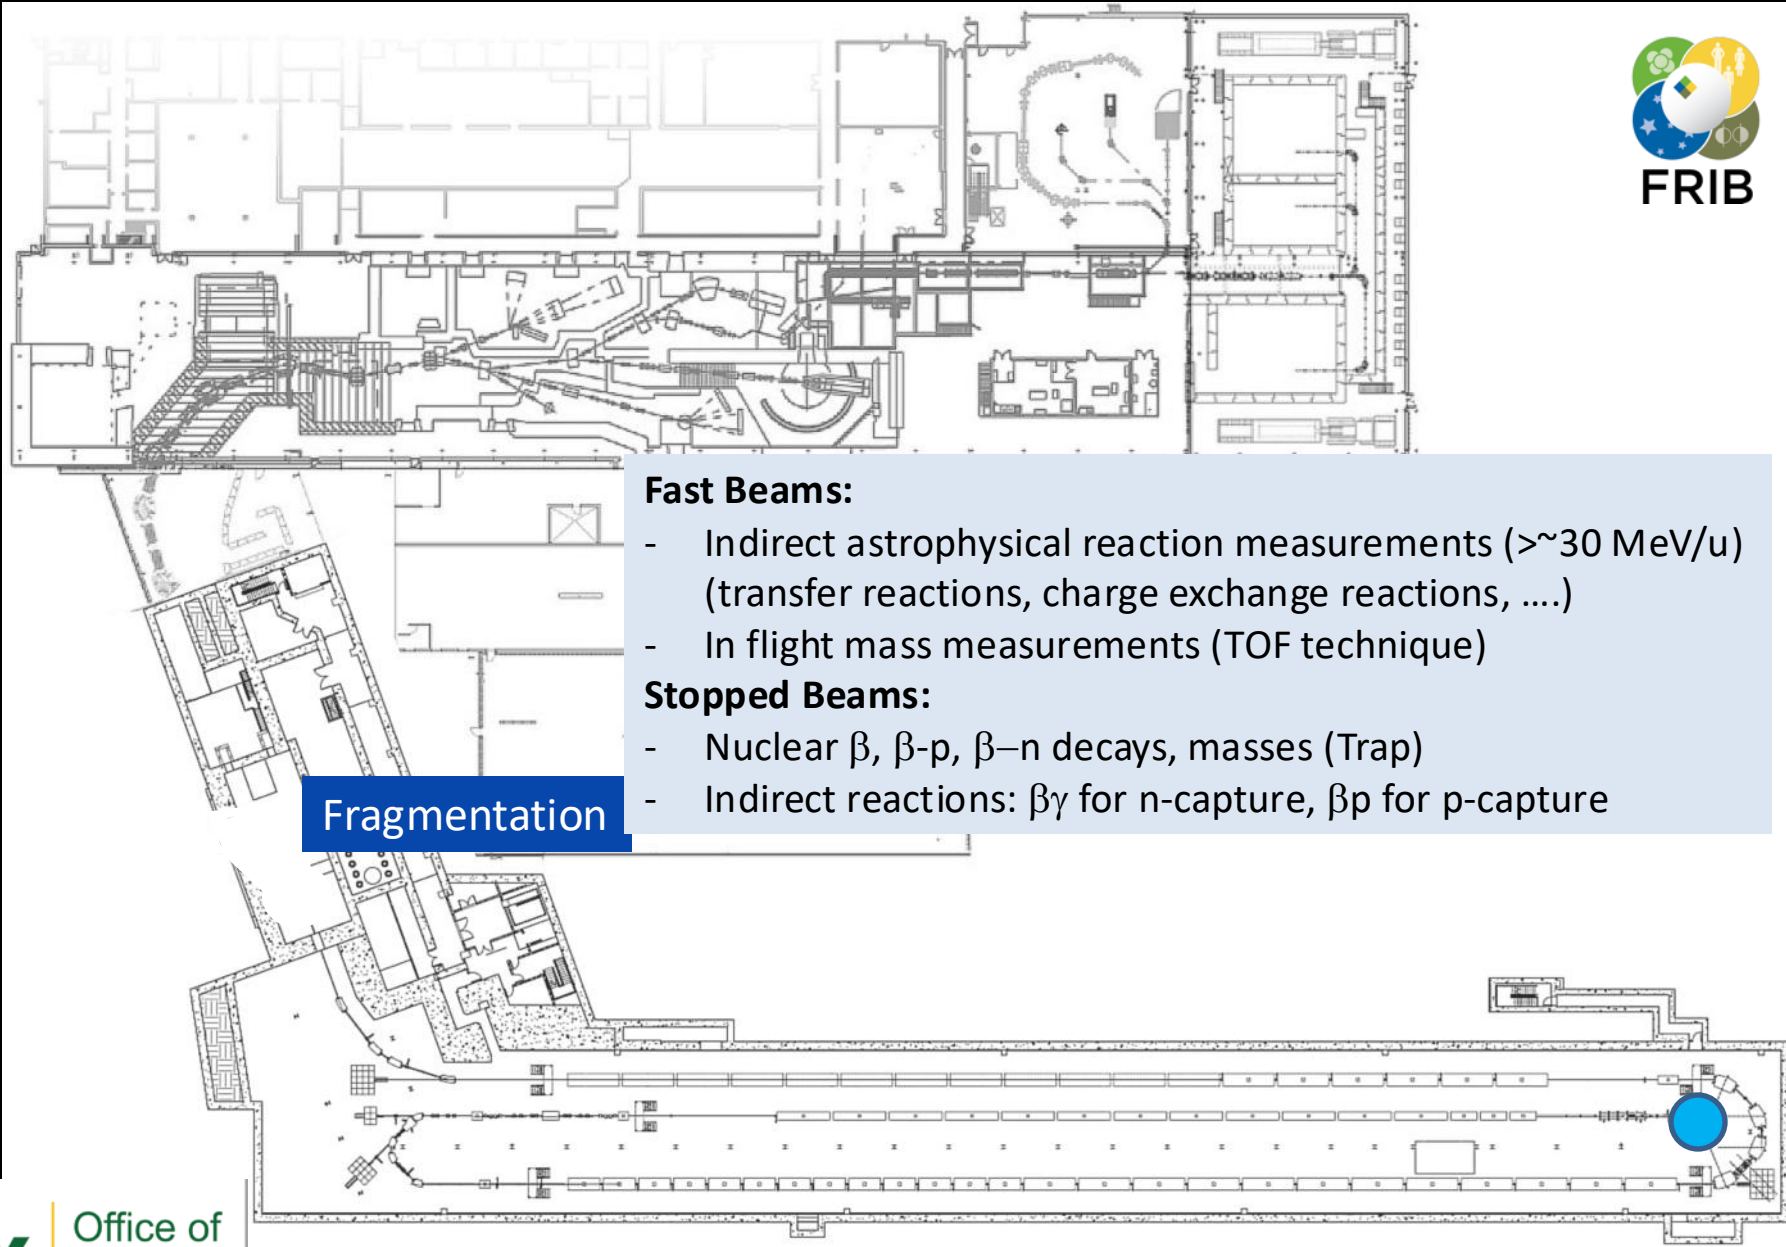 FRIB
Fast Beams:
- Indirect astrophysical reaction measurements (>~30 MeV/u)
(transfer reactions, charge exchange reactions, ....)
- In flight mass measurements (TOF technique)
Stopped Beams:
- Nuclear β, β-p, β−n decays, masses (Trap)
- Indirect reactions: βγ for n-capture, βp for p-capture
Fragmentation
Office of